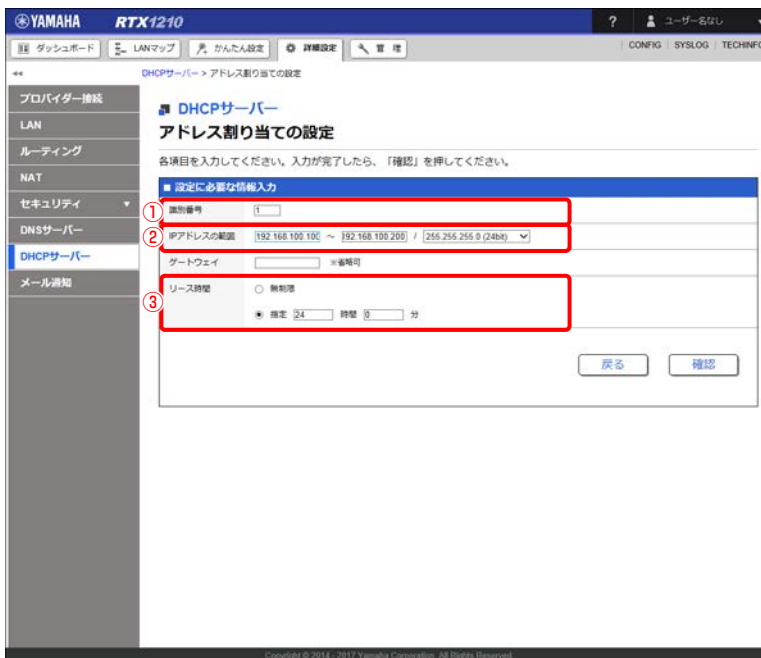 YAMAHA RTX1210 ? ユーザー名なし
ダッシュボード LANマップ かんたん設定 詳細設定 管理 CONFIG SYSLOG TECHINFO
DHCPサーバー > アドレス割り当ての設定
プロバイダー接続
LAN
ルーティング
NAT
セキュリティ
DNSサーバー
DHCPサーバー
メール通知
DHCPサーバー
アドレス割り当ての設定
各項目を入力してください。入力が完了したら、「確認」を押してください。
■ 設定に必要な情報入力
① 識別番号 1
② IPアドレスの範囲 192.168.100.100 ～ 192.168.100.200 / 255.255.255.0 (24bit)
ゲートウェイ ※省略可
③ リース時間 無制限
指定 24 時間 0 分
戻る 確認
Copyright © 2014 - 2017 Yamaha Corporation. All Rights Reserved.